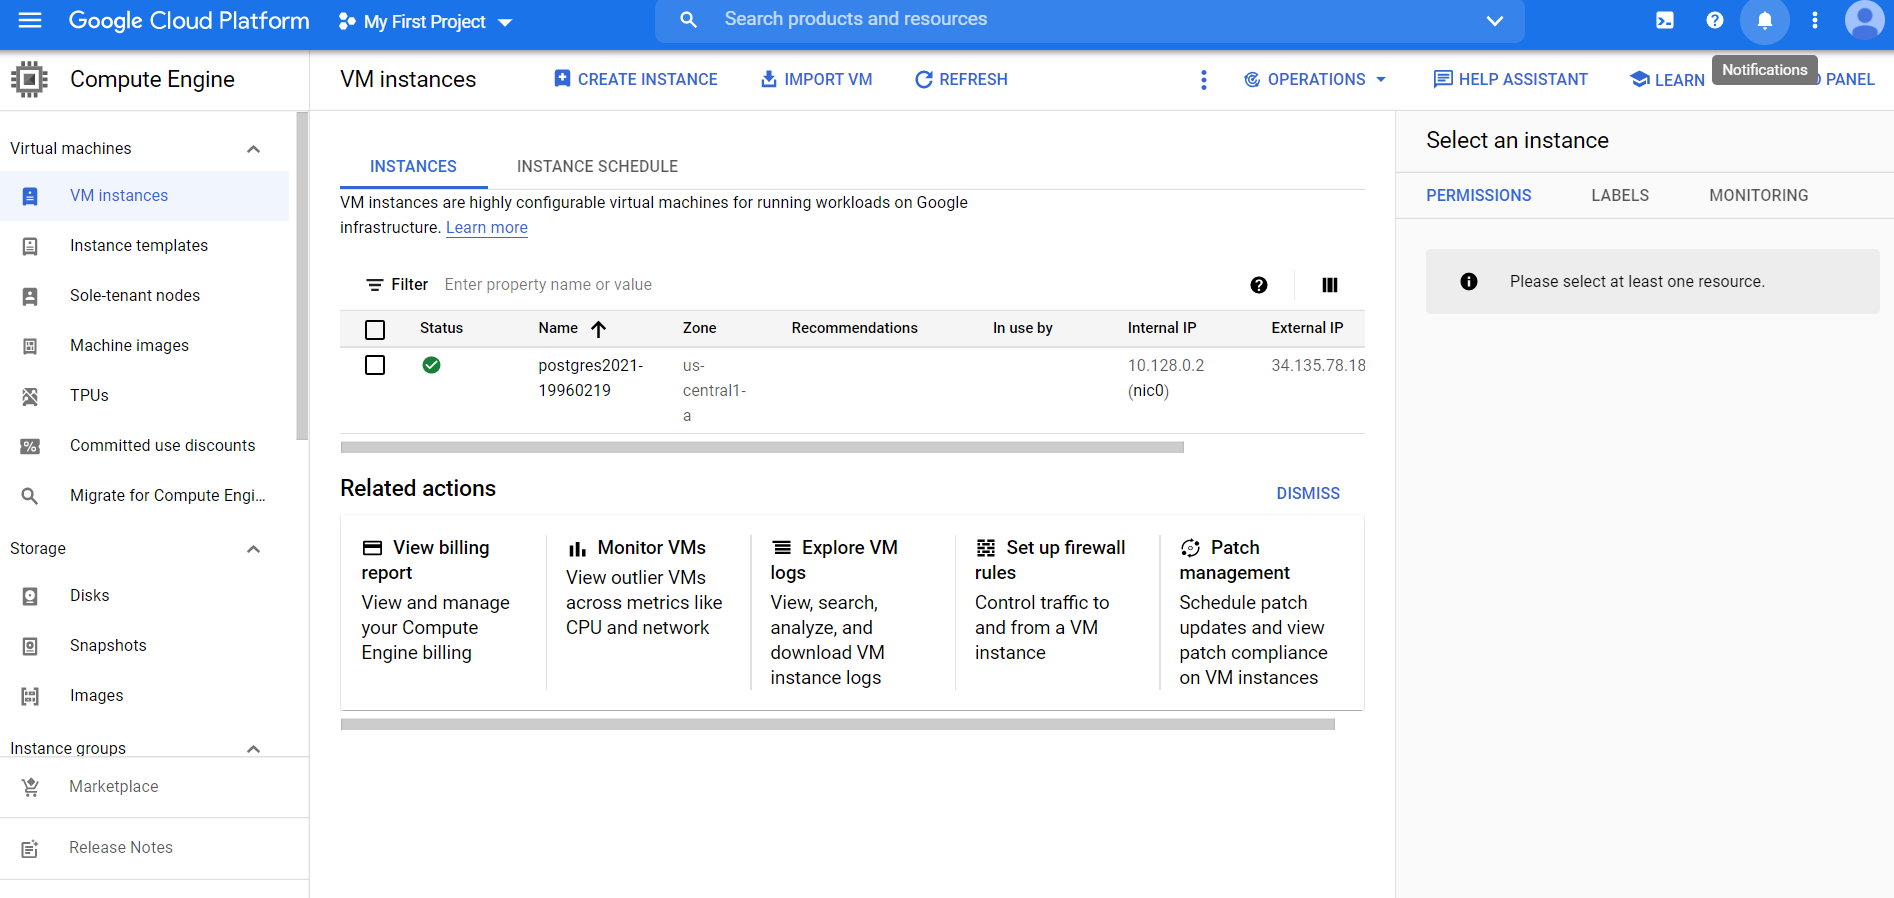 Google Cloud Platform
My First Project
Search products and resources
Compute Engine
VM instances
CREATE INSTANCE
IMPORT VM
REFRESH
OPERATIONS
HELP ASSISTANT
LEARN
Notifications
PANEL
Virtual machines
VM instances
Instance templates
Sole-tenant nodes
Machine images
TPUs
Committed use discounts
Migrate for Compute Engi...
Storage
Disks
Snapshots
Images
Instance groups
Marketplace
Release Notes
INSTANCES
INSTANCE SCHEDULE
VM instances are highly configurable virtual machines for running workloads on Google
infrastructure. Learn more
Filter
Enter property name or value
Status
Name
Zone
Recommendations
In use by
Internal IP
External IP
postgres2021-
19960219
us-
central1-
a
10.128.0.2
(nic0)
34.135.78.18
Related actions
DISMISS
View billing
report
View and manage
your Compute
Engine billing
Monitor VMs
View outlier VMs
across metrics like
CPU and network
Explore VM
logs
View, search,
analyze, and
download VM
instance logs
Set up firewall
rules
Control traffic to
and from a VM
instance
Patch
management
Schedule patch
updates and view
patch compliance
on VM instances
Select an instance
PERMISSIONS
LABELS
MONITORING
Please select at least one resource.